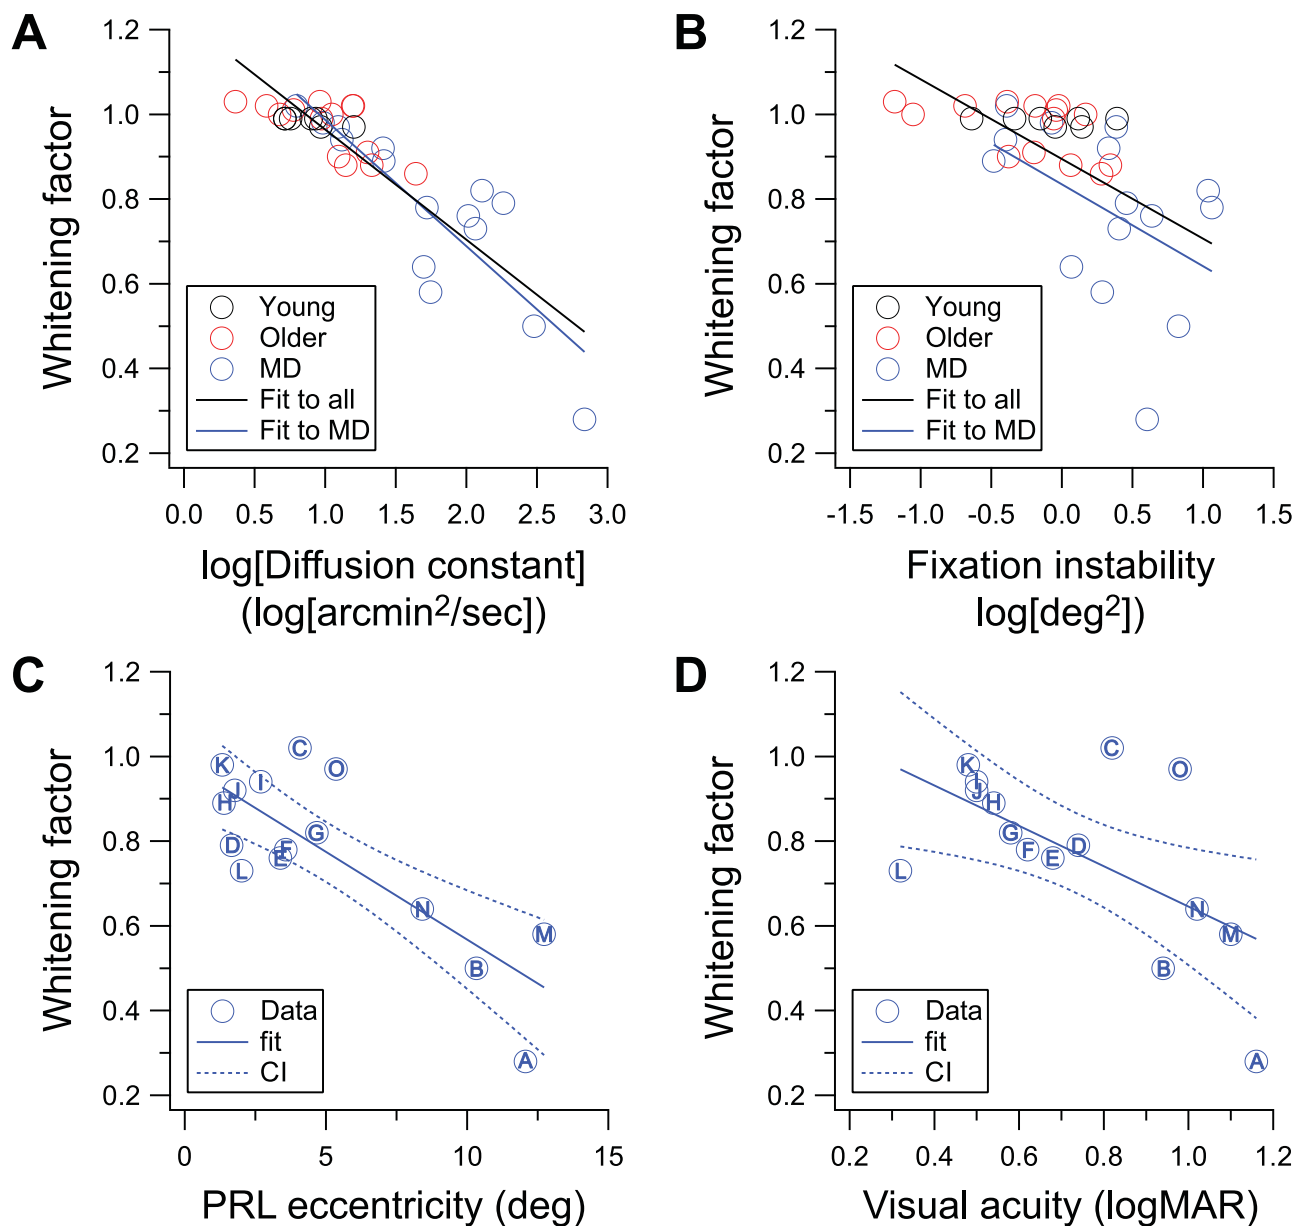 A
Whitening factor
1.2
1.0
0.8
0.6
0.4
0.2
Young
Older
MD
Fit to all
Fit to MD
0.0 0.5 1.0 1.5 2.0 2.5 3.0
log[Diffusion constant]
(log[arcmin2/sec])
B
Whitening factor
1.2
1.0
0.8
0.6
0.4
0.2
Young
Older
MD
Fit to all
Fit to MD
-1.5 -1.0 -0.5 0.0 0.5 1.0 1.5
Fixation instability
log[deg2])
C
Whitening factor
1.2
1.0
0.8
0.6
0.4
0.2
C
K
O
I
J
H
G
D
F
E
L
N
M
B
A
Data
fit
CI
0 5 10 15
PRL eccentricity (deg)
D
Whitening factor
1.2
1.0
0.8
0.6
0.4
0.2
C
K
O
I
J
H
G
D
F
E
L
N
M
B
A
Data
fit
CI
0.2 0.4 0.6 0.8 1.0 1.2
Visual acuity (logMAR)